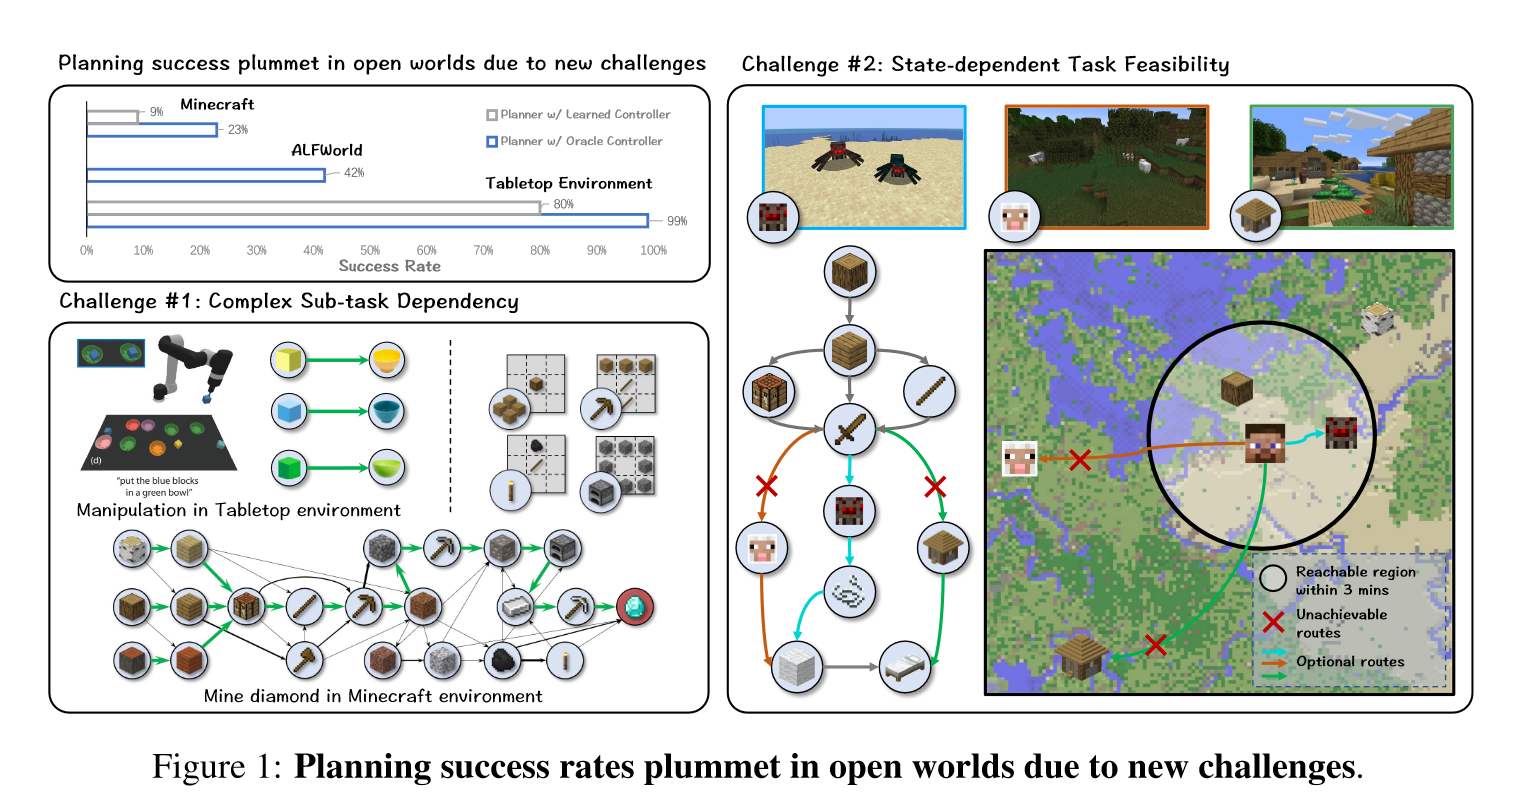 Planning success plummet in open worlds due to new challenges
Minecraft
9%
23%
Planner w/ Learned Controller
Planner w/ Oracle Controller
ALFWorld
42%
Tabletop Environment
80%
99%
0% 10% 20% 30% 40% 50% 60% 70% 80% 90% 100%
Success Rate
Challenge #1: Complex Sub-task Dependency
(d)
"put the blue blocks
in a green bowl"
Manipulation in Tabletop environment
Mine diamond in Minecraft environment
Challenge #2: State-dependent Task Feasibility
Reachable region
within 3 mins
Unachievable
routes
Optional routes
Figure 1: Planning success rates plummet in open worlds due to new challenges.